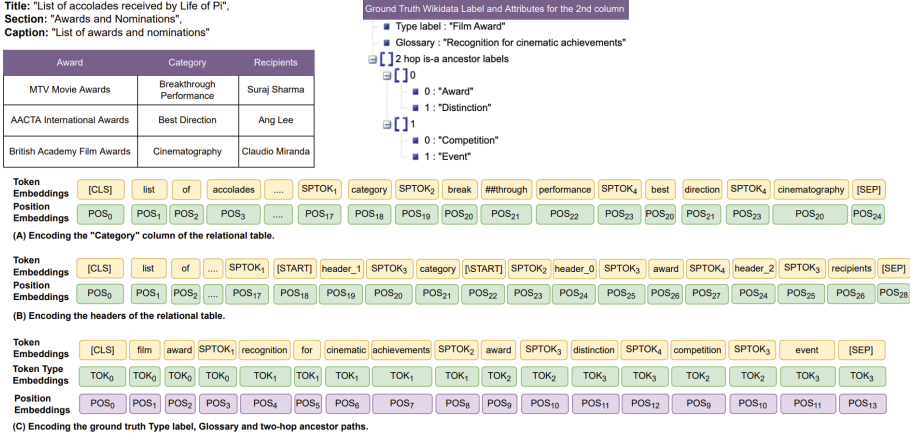 Title: "List of accolades received by Life of Pi",
Section: "Awards and Nominations",
Caption: "List of awards and nominations"
Award Category Recipients
MTV Movie Awards Breakthrough Performance Suraj Sharma
AACTA International Awards Best Direction Ang Lee
British Academy Film Awards Cinematography Claudio Miranda
Ground Truth Wikidata Label and Attributes for the 2nd column
Type label : "Film Award"
Glossary : "Recognition for cinematic achievements"
[ ] 2 hop is-a ancestor labels
[ ] 0
0 : "Award"
1 : "Distinction"
[ ] 1
0 : "Competition"
1 : "Event"
Token Embeddings [CLS] list of accolades .... SPTOK₁ category SPTOK₂ break ##through performance SPTOK₄ best direction SPTOK₄ cinematography [SEP]
Position Embeddings POS₀ POS₁ POS₂ POS₃ .... POS₁₇ POS₁₈ POS₁₉ POS₂₀ POS₂₁ POS₂₂ POS₂₃ POS₂₀ POS₂₁ POS₂₃ POS₂₀ POS₂₄
(A) Encoding the "Category" column of the relational table.
Token Embeddings [CLS] list of .... SPTOK₁ [START] header_1 SPTOK₃ category [\START] SPTOK₂ header_0 SPTOK₃ award SPTOK₄ header_2 SPTOK₃ recipients [SEP]
Position Embeddings POS₀ POS₁ POS₂ .... POS₁₇ POS₁₈ POS₁₉ POS₂₀ POS₂₁ POS₂₂ POS₂₃ POS₂₄ POS₂₅ POS₂₆ POS₂₇ POS₂₄ POS₂₅ POS₂₆ POS₂₈
(B) Encoding the headers of the relational table.
Token Embeddings [CLS] film award SPTOK₁ recognition for cinematic achievements SPTOK₂ award SPTOK₃ distinction SPTOK₄ competition SPTOK₃ event [SEP]
Token Type Embeddings TOK₀ TOK₀ TOK₀ TOK₀ TOK₁ TOK₁ TOK₁ TOK₁ TOK₁ TOK₂ TOK₂ TOK₃ TOK₃ TOK₂ TOK₂ TOK₃ TOK₃
Position Embeddings POS₀ POS₁ POS₂ POS₃ POS₄ POS₅ POS₆ POS₇ POS₈ POS₉ POS₁₀ POS₁₁ POS₁₂ POS₉ POS₁₀ POS₁₁ POS₁₃
(C) Encoding the ground truth Type label, Glossary and two-hop ancestor paths.